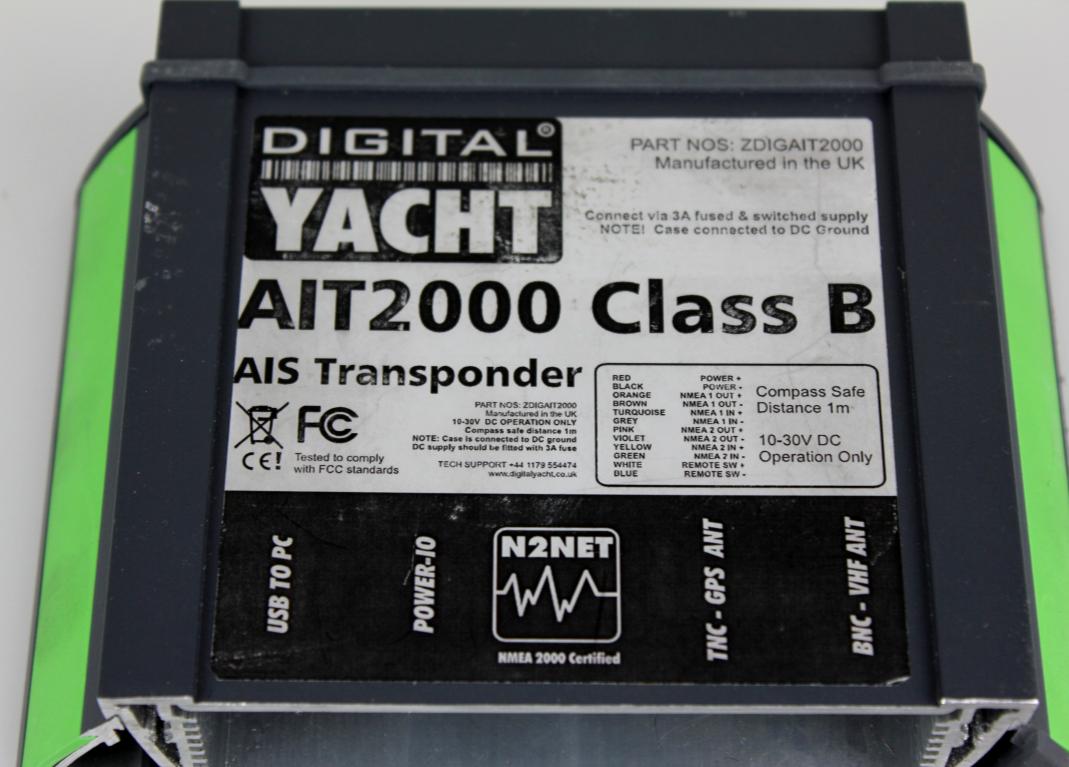 DIGITAL®
YACHT
PART NOS: ZDIGAIT2000
Manufactured in the UK
Connect via 3A fused & switched supply
NOTE! Case connected to DC Ground
AIT2000 Class B
AIS Transponder
FC
CE!
Tested to comply
with FCC standards
PART NOS: ZDIGAIT2000
Manufactured in the UK
10-30V DC OPERATION ONLY
Compass safe distance 1m
NOTE: Case is connected to DC ground
DC supply should be fitted with 3A fuse
TECH SUPPORT +44 1179 554474
www.digitalyacht.co.uk
RED POWER +
BLACK POWER -
ORANGE NMEA 1 OUT +
BROWN NMEA 1 OUT -
TURQUOISE NMEA 1 IN +
GREY NMEA 1 IN -
PINK NMEA 2 OUT +
VIOLET NMEA 2 OUT -
YELLOW NMEA 2 IN +
GREEN NMEA 2 IN -
WHITE REMOTE SW +
BLUE REMOTE SW -
Compass Safe
Distance 1m
10-30V DC
Operation Only
USB TO PC
POWER-IO
N2NET
NMEA 2000 Certified
TNC - GPS ANT
BNC - VHF ANT